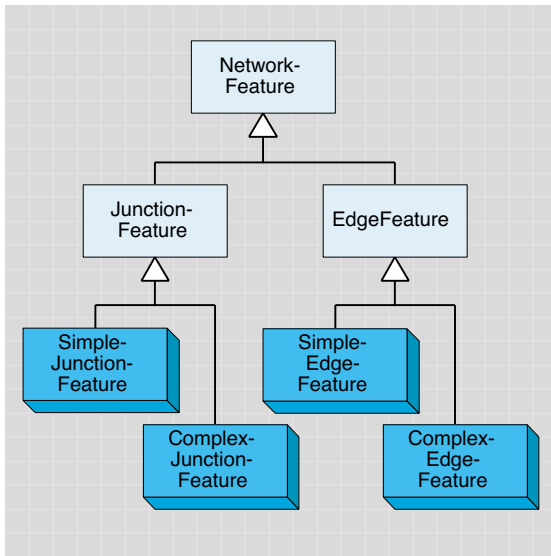 Network-
Feature
Junction-
Feature
EdgeFeature
Simple-
Junction-
Feature
Simple-
Edge-
Feature
Complex-
Junction-
Feature
Complex-
Edge-
Feature